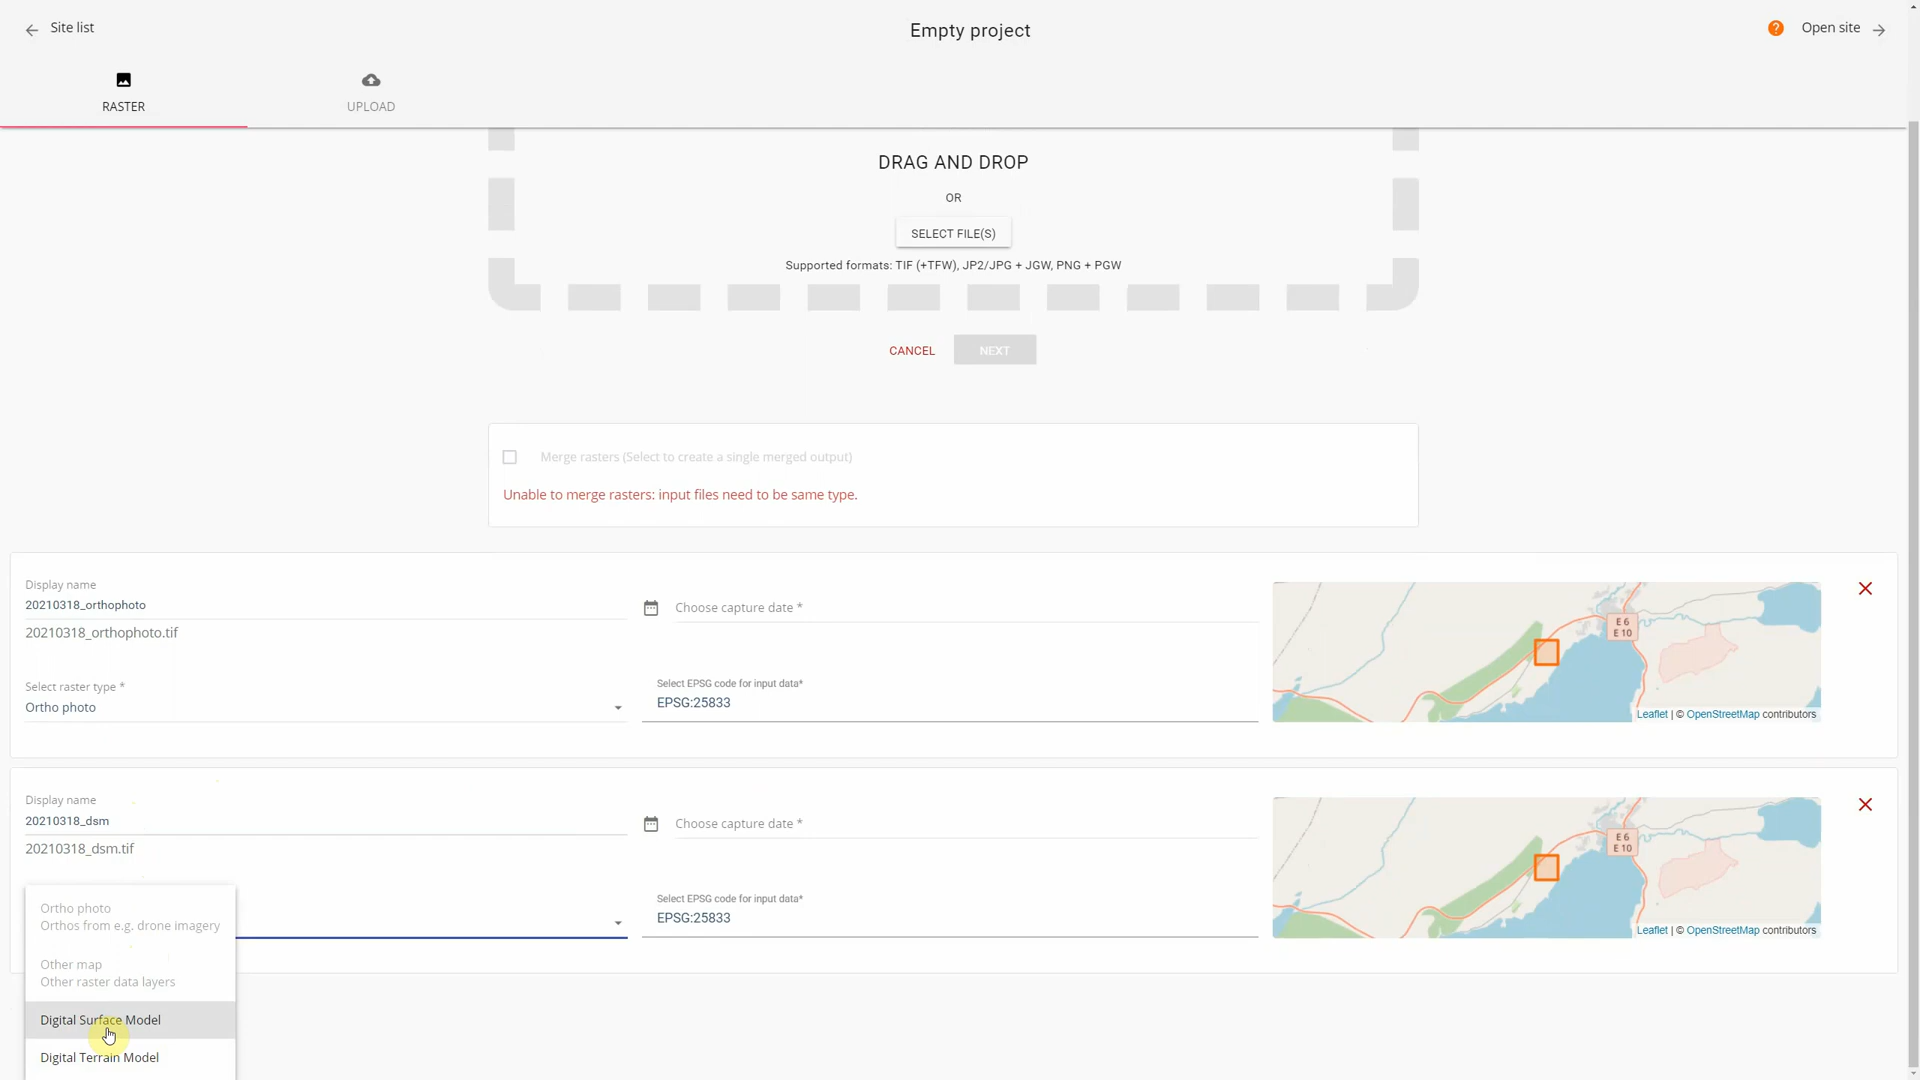 Site list
Empty project
?
Open site
RASTER
UPLOAD
DRAG AND DROP
OR
SELECT FILE(S)
Supported formats: TIF (+TFW), JP2/JPG + JGW, PNG + PGW
CANCEL
NEXT
Merge rasters (Select to create a single merged output)
Unable to merge rasters: input files need to be same type.
Display name
20210318_orthophoto
20210318_orthophoto.tif
Choose capture date *
Select raster type *
Ortho photo
Select EPSG code for input data*
EPSG:25833
E 6
E 10
Leaflet | © OpenStreetMap contributors
Display name
20210318_dsm
20210318_dsm.tif
Choose capture date *
Select EPSG code for input data*
EPSG:25833
E 6
E 10
Leaflet | © OpenStreetMap contributors
Ortho photo
Orthos from e.g. drone imagery
Other map
Other raster data layers
Digital Surface Model
Digital Terrain Model